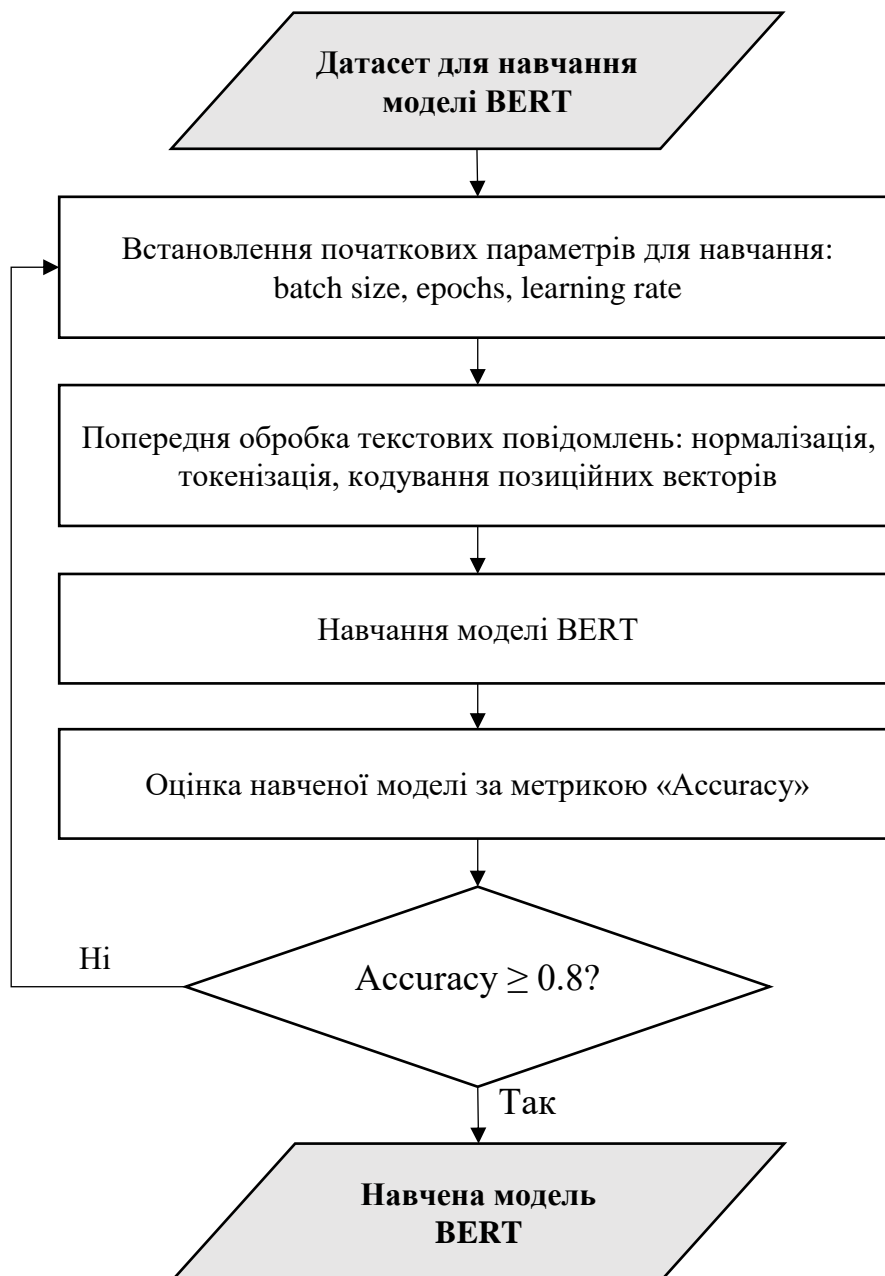 Датасет для навчання
моделі BERT
Встановлення початкових параметрів для навчання:
batch size, epochs, learning rate
Попередня обробка текстових повідомлень: нормалізація,
токенізація, кодування позиційних векторів
Навчання моделі BERT
Оцінка навченої моделі за метрикою «Accuracy»
Ні
Accuracy ≥ 0.8?
Так
Навчена модель
BERT